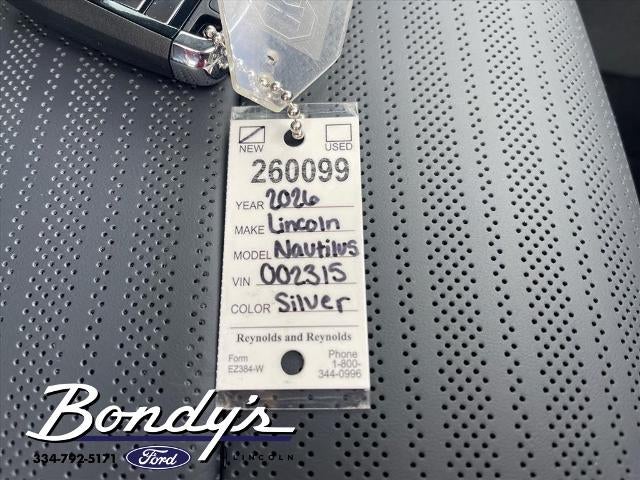 NEW USED
260099
YEAR 2026
MAKE Lincoln
MODEL Nautilus
VIN 002315
COLOR Silver
Reynolds and Reynolds
Form
EZ384-W
Phone
1-800-
344-0996
Bondy's
334-792-5171 Ford LINCOLN